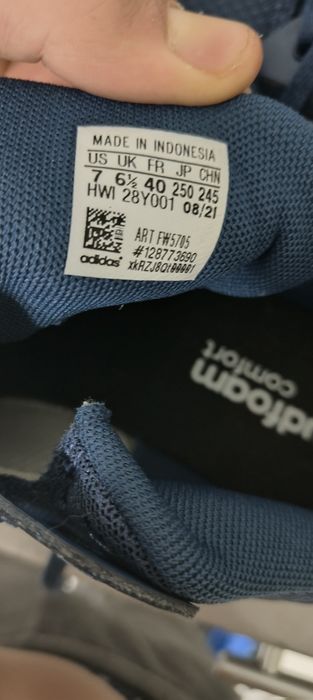 MADE IN INDONESIA
US UK FR JP CHN
7 6½ 40 250 245
HWI 28Y001 08/21
ART FW5705
#128773690
adidas
udfoam
comfort